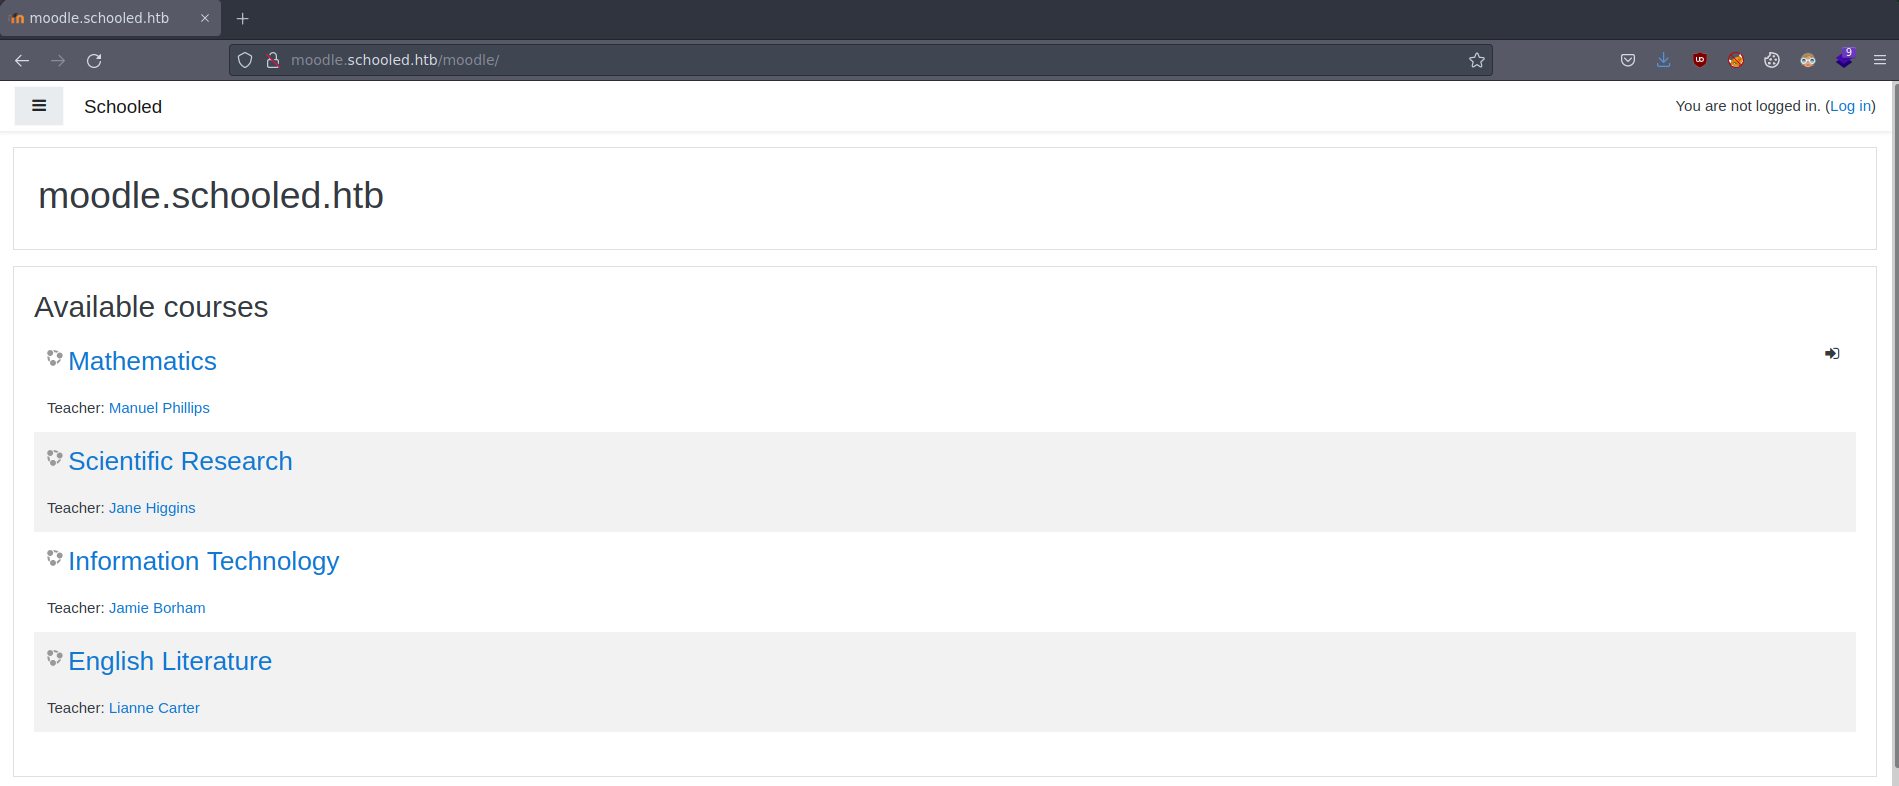 moodle.schooled.htb
moodle.schooled.htb/moodle/
9
Schooled
You are not logged in. (Log in)
moodle.schooled.htb
Available courses
Mathematics
Teacher: Manuel Phillips
Scientific Research
Teacher: Jane Higgins
Information Technology
Teacher: Jamie Borham
English Literature
Teacher: Lianne Carter